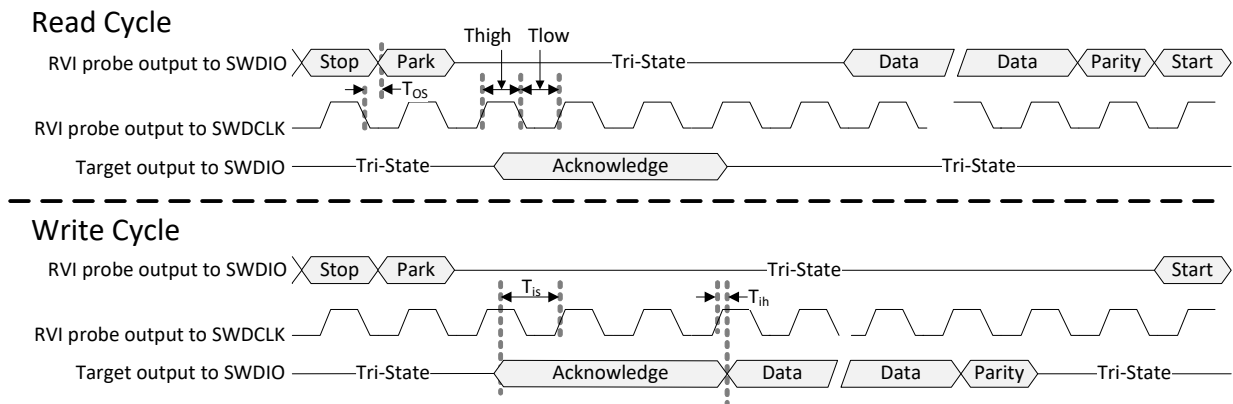 Read Cycle
Thigh Tlow
RVI probe output to SWDIO Stop Park Tri-State Data Data Parity Start
TOS
RVI probe output to SWDCLK
Target output to SWDIO Tri-State Acknowledge Tri-State
Write Cycle
RVI probe output to SWDIO Stop Park Tri-State Start
Tis Tih
RVI probe output to SWDCLK
Target output to SWDIO Tri-State Acknowledge Data Data Parity Tri-State